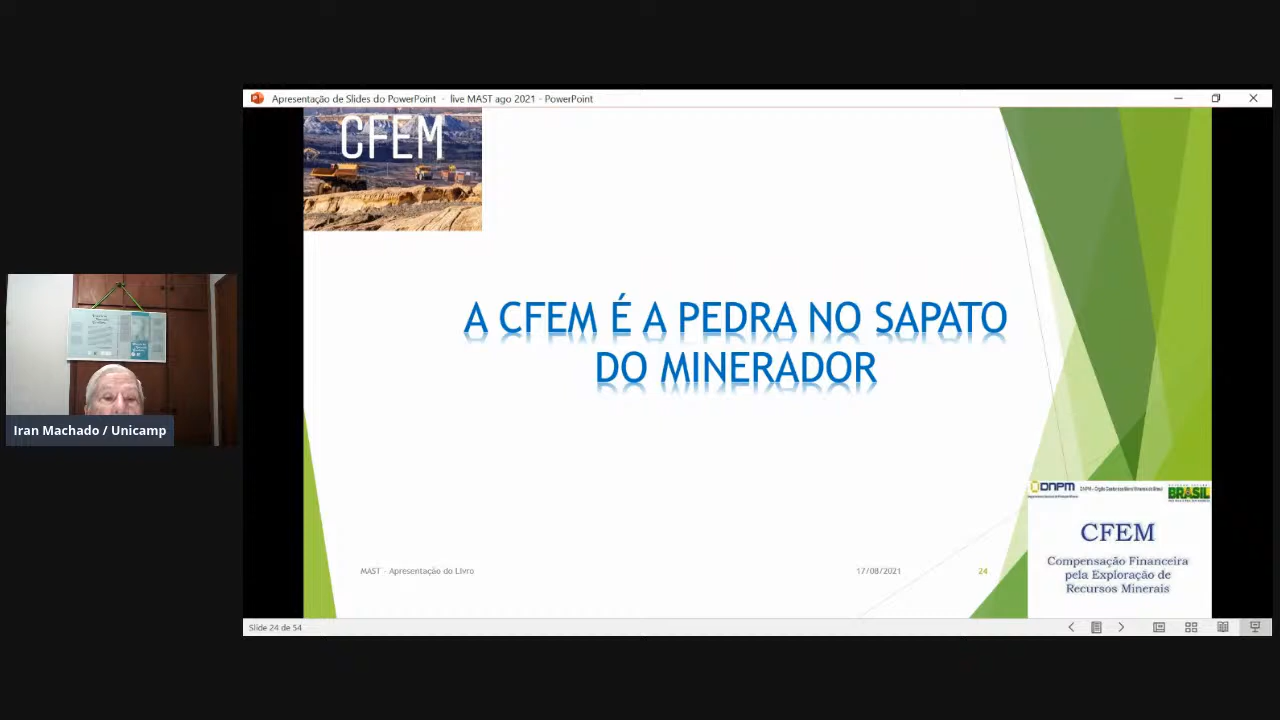 Apresentação de Slides do PowerPoint - live MAST ago 2021 - PowerPoint
CFEM
A CFEM É A PEDRA NO SAPATO
DO MINERADOR
Iran Machado / Unicamp
DNPM
BRASIL
CFEM
Compensação Financeira
pela Exploração de
Recursos Minerais
MAST - Apresentação do Livro
17/08/2021
24
Slide 24 de 54